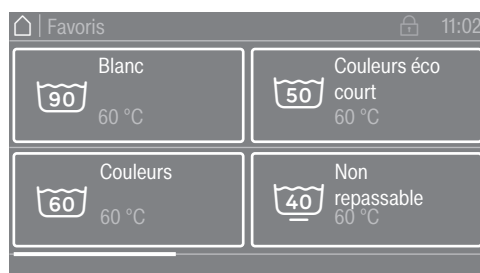 Favoris 11:02
Blanc
90
60 °C
Couleurs éco
court
50
60 °C
Couleurs
60
60 °C
Non
repassable
40
60 °C